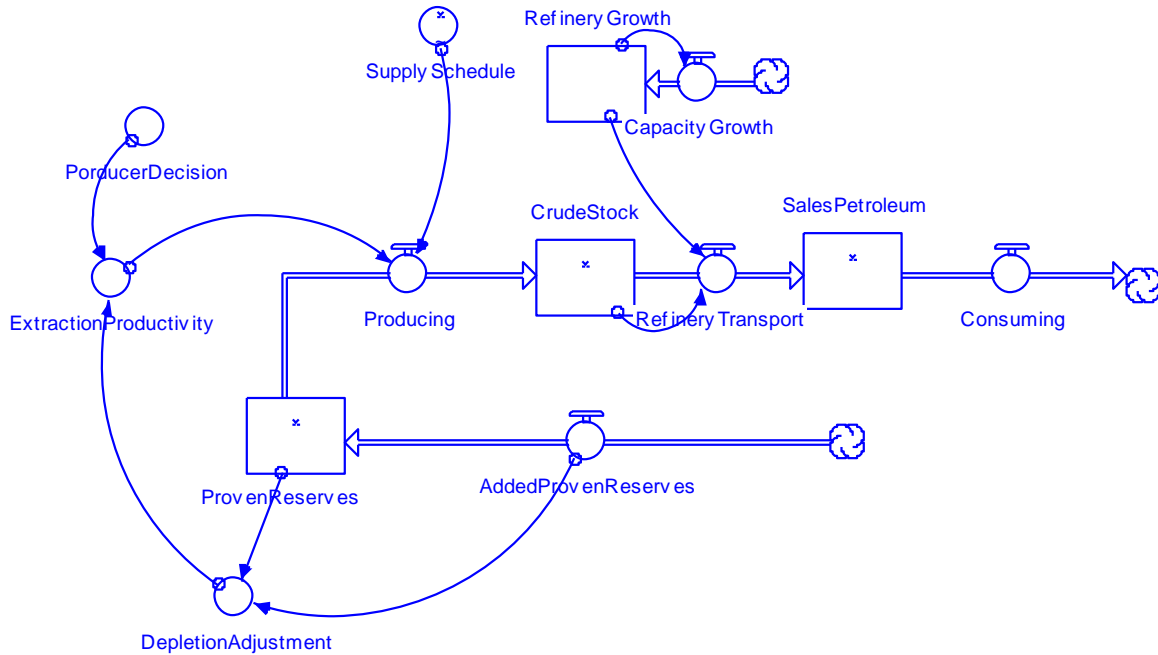 Refinery Growth
Supply Schedule
Capacity Growth
PorducerDecision
CrudeStock
SalesPetroleum
ExtractionProductivity
Producing
Refinery Transport
Consuming
ProvenReserves
AddedProvenReserves
DepletionAdjustment